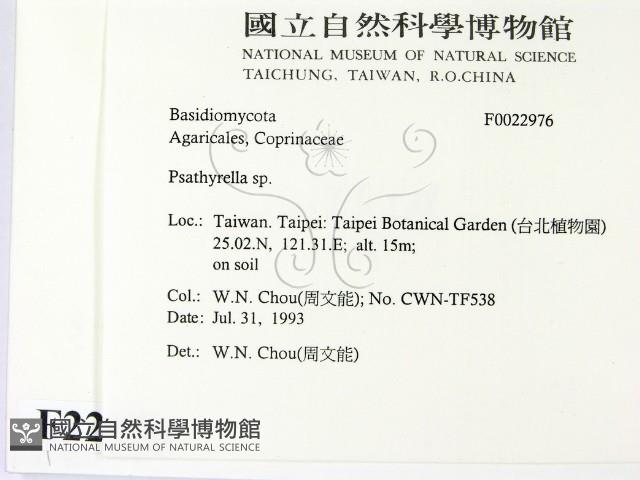 國立自然科學博物館
NATIONAL MUSEUM OF NATURAL SCIENCE
TAICHUNG, TAIWAN, R.O.CHINA
Basidiomycota F0022976
Agaricales, Coprinaceae
Psathyrella sp.
Loc.: Taiwan. Taipei: Taipei Botanical Garden (台北植物園)
25.02.N, 121.31.E; alt. 15m;
on soil
Col.: W.N. Chou(周文能); No. CWN-TF538
Date: Jul. 31, 1993
Det.: W.N. Chou(周文能)
F22
國立自然科學博物館
NATIONAL MUSEUM OF NATURAL SCIENCE